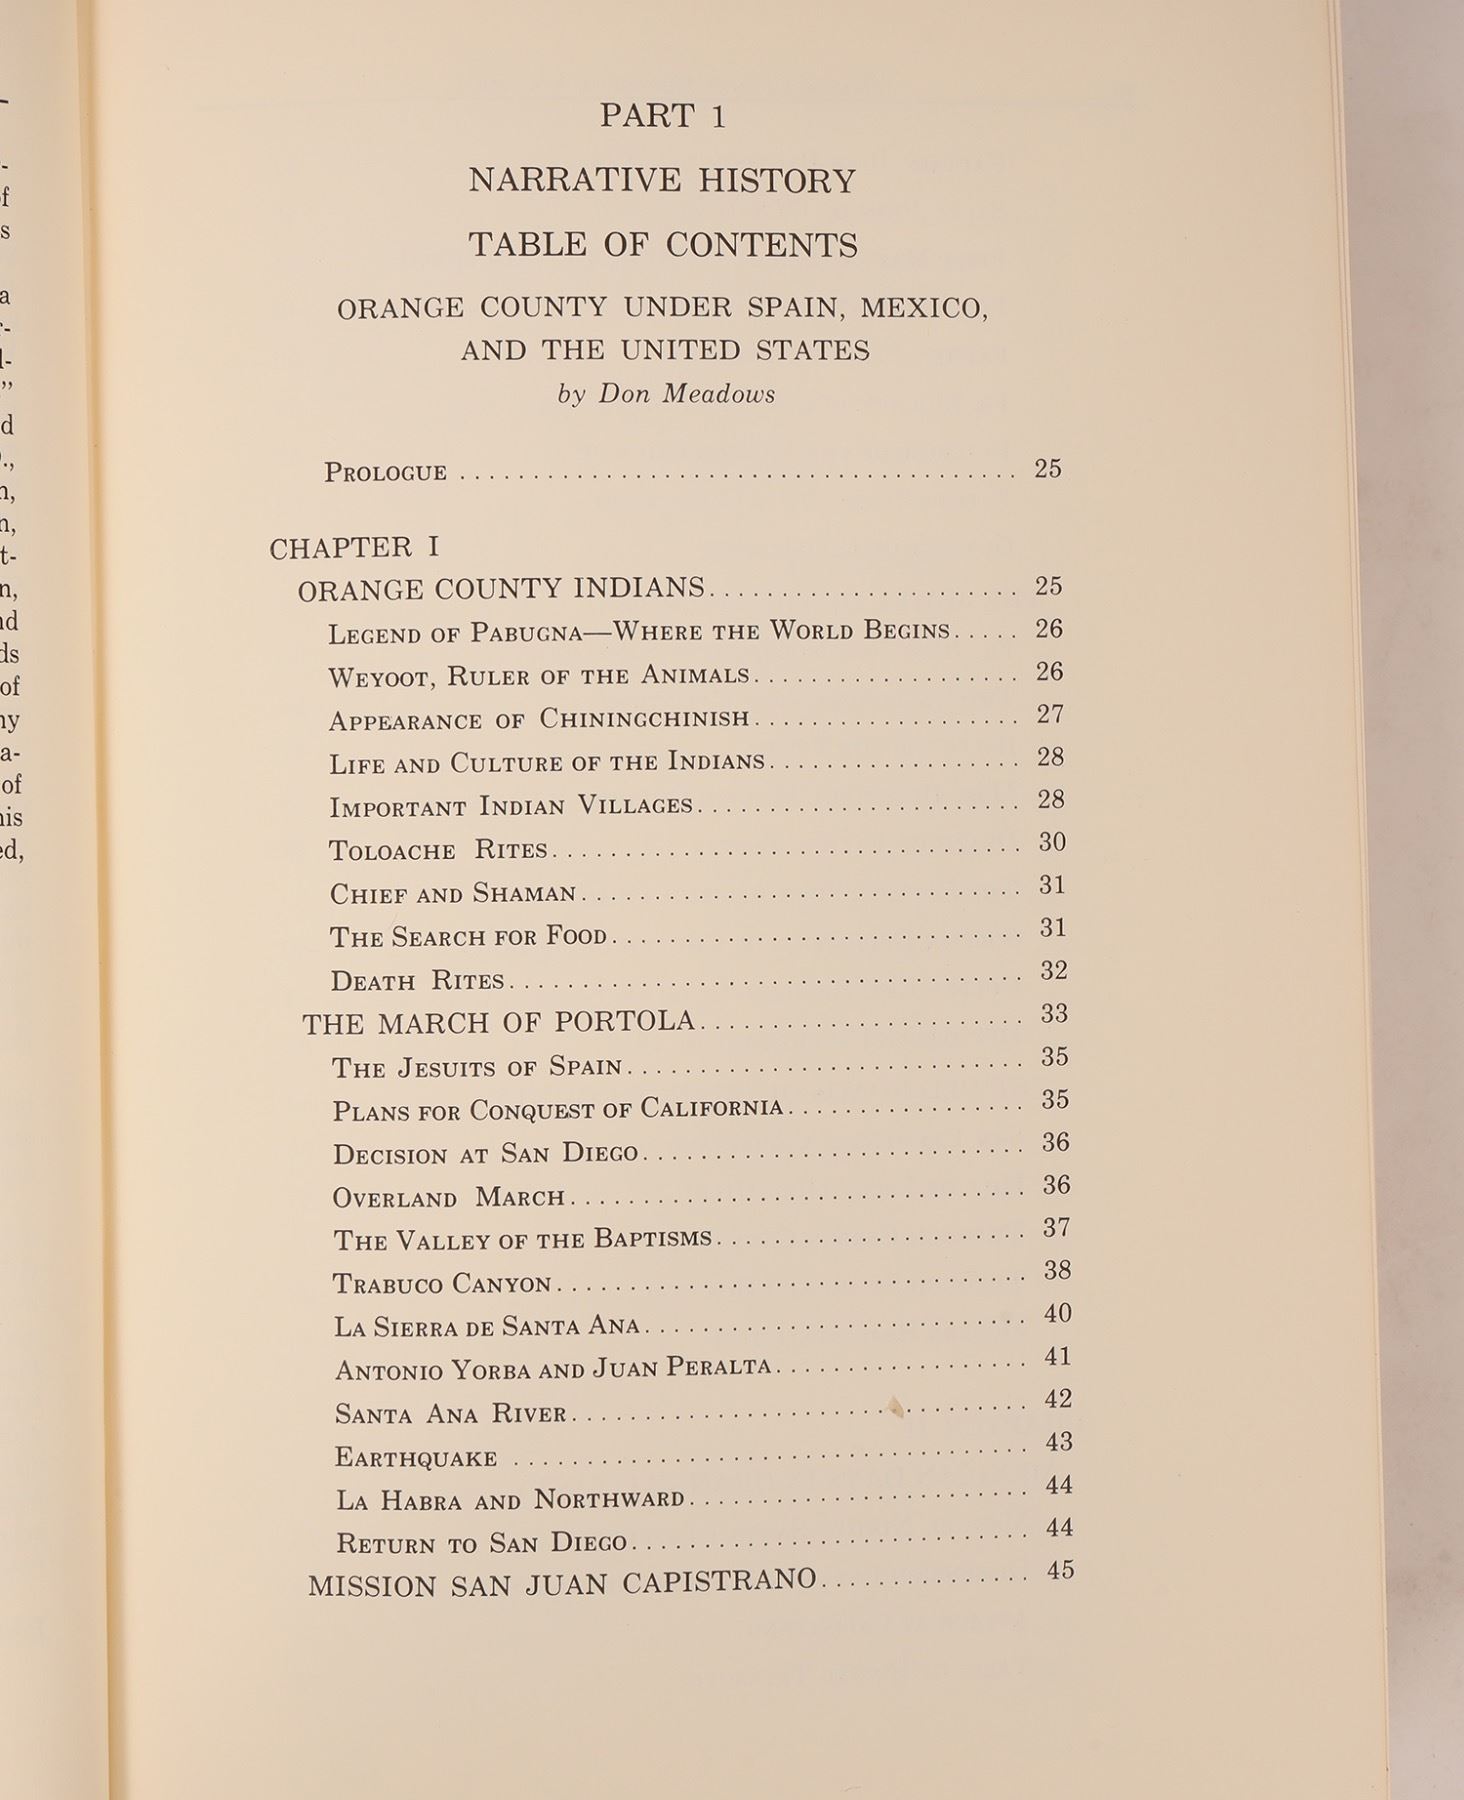 PART 1
NARRATIVE HISTORY
TABLE OF CONTENTS
ORANGE COUNTY UNDER SPAIN, MEXICO,
AND THE UNITED STATES
by Don Meadows
PROLOGUE ........................................ 25
CHAPTER I
ORANGE COUNTY INDIANS...................... 25
LEGEND OF PABUGNA—WHERE THE WORLD BEGINS..... 26
WEYOOT, RULER OF THE ANIMALS................... 26
APPEARANCE OF CHININGCHINISH................... 27
LIFE AND CULTURE OF THE INDIANS.................. 28
IMPORTANT INDIAN VILLAGES....................... 28
TOLOACHE RITES................................. 30
CHIEF AND SHAMAN............................... 31
THE SEARCH FOR FOOD............................. 31
DEATH RITES.................................... 32
THE MARCH OF PORTOLA....................... 33
THE JESUITS OF SPAIN............................ 35
PLANS FOR CONQUEST OF CALIFORNIA................. 35
DECISION AT SAN DIEGO........................... 36
OVERLAND MARCH................................ 36
THE VALLEY OF THE BAPTISMS...................... 37
TRABUCO CANYON................................. 38
LA SIERRA DE SANTA ANA........................... 40
ANTONIO YORBA AND JUAN PERALTA.................. 41
SANTA ANA RIVER................................ 42
EARTHQUAKE .................................... 43
LA HABRA AND NORTHWARD........................ 44
RETURN TO SAN DIEGO............................ 44
MISSION SAN JUAN CAPISTRANO............... 45